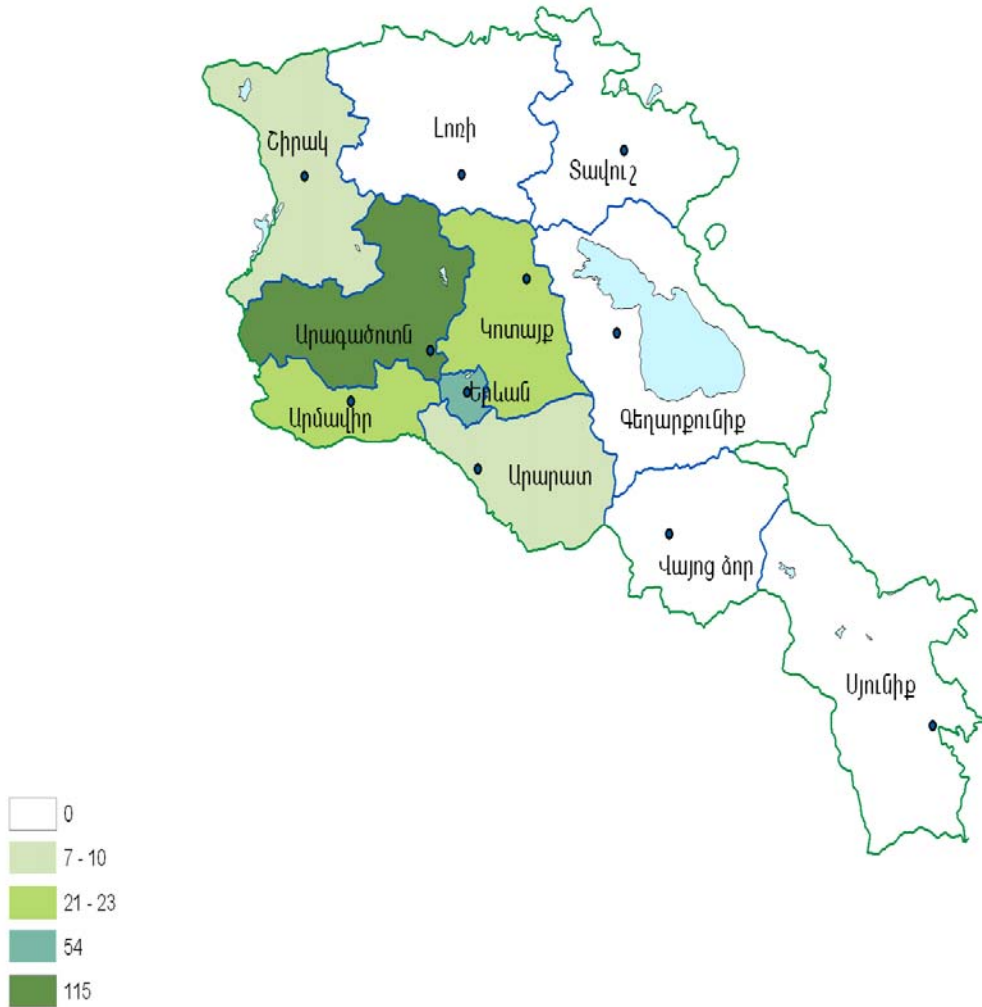 Լոռի
Շիրակ
Տավուշ
Արագածոտն
Կոտայք
Երևան
Արմավիր
Գեղարքունիք
Արարատ
Վայոց ձոր
Սյունիք
0
7 - 10
21 - 23
54
115